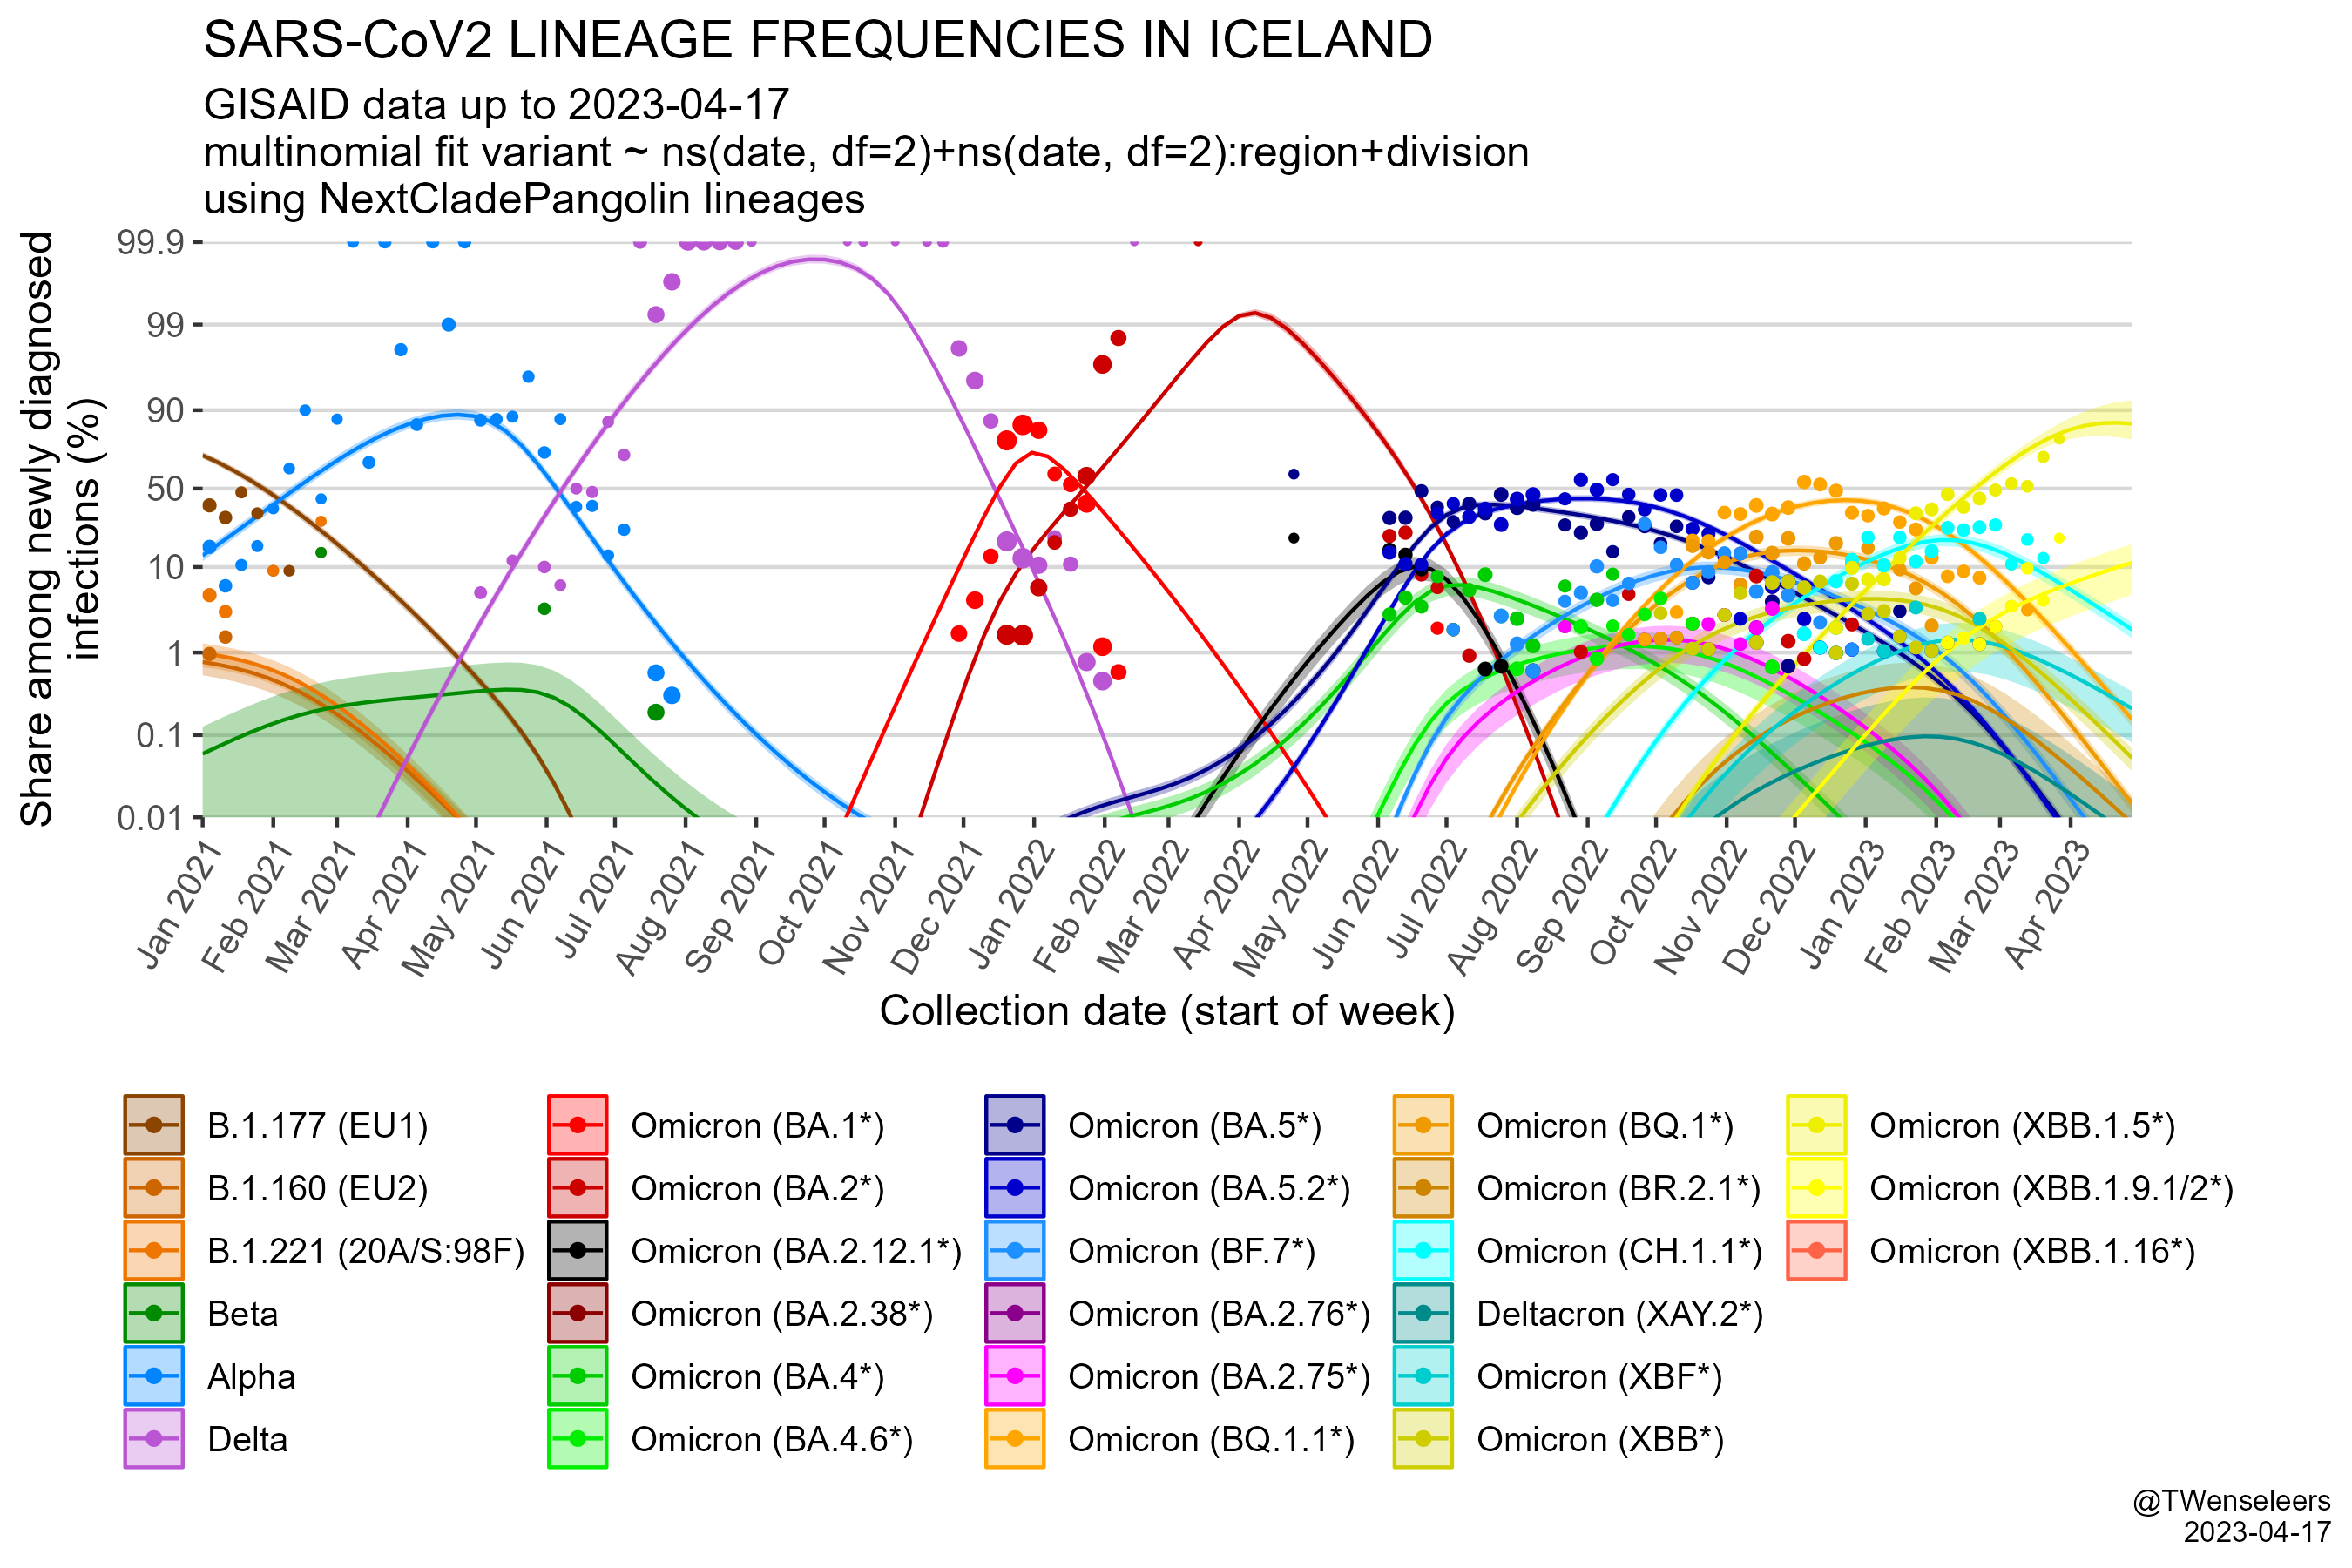 SARS-CoV2 LINEAGE FREQUENCIES IN ICELAND
GISAID data up to 2023-04-17
multinomial fit variant ~ ns(date, df=2)+ns(date, df=2):region+division
using NextCladePangolin lineages
Share among newly diagnosed
infections (%)
99.9
99
90
50
10
1
0.1
0.01
Jan 2021
Feb 2021
Mar 2021
Apr 2021
May 2021
Jun 2021
Jul 2021
Aug 2021
Sep 2021
Oct 2021
Nov 2021
Dec 2021
Jan 2022
Feb 2022
Mar 2022
Apr 2022
May 2022
Jun 2022
Jul 2022
Aug 2022
Sep 2022
Oct 2022
Nov 2022
Dec 2022
Jan 2023
Feb 2023
Mar 2023
Apr 2023
Collection date (start of week)
B.1.177 (EU1)
B.1.160 (EU2)
B.1.221 (20A/S:98F)
Beta
Alpha
Delta
Omicron (BA.1*)
Omicron (BA.2*)
Omicron (BA.2.12.1*)
Omicron (BA.2.38*)
Omicron (BA.4*)
Omicron (BA.4.6*)
Omicron (BA.5*)
Omicron (BA.5.2*)
Omicron (BF.7*)
Omicron (BA.2.76*)
Omicron (BA.2.75*)
Omicron (BQ.1.1*)
Omicron (BQ.1*)
Omicron (BR.2.1*)
Omicron (CH.1.1*)
Deltacron (XAY.2*)
Omicron (XBF*)
Omicron (XBB*)
Omicron (XBB.1.5*)
Omicron (XBB.1.9.1/2*)
Omicron (XBB.1.16*)
@TWenseleers
2023-04-17